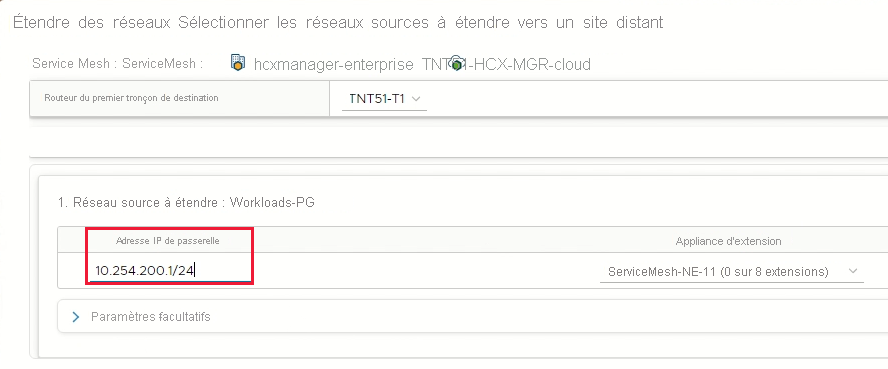 Étendre des réseaux Sélectionner les réseaux sources à étendre vers un site distant
Service Mesh : ServiceMesh : hcxmanager-enterprise TNT51-HCX-MGR-cloud
Routeur du premier tronçon de destination TNT51-T1
1. Réseau source à étendre : Workloads-PG
Adresse IP de passerelle Appliance d'extension
10.254.200.1/24 ServiceMesh-NE-11 (0 sur 8 extensions)
Paramètres facultatifs